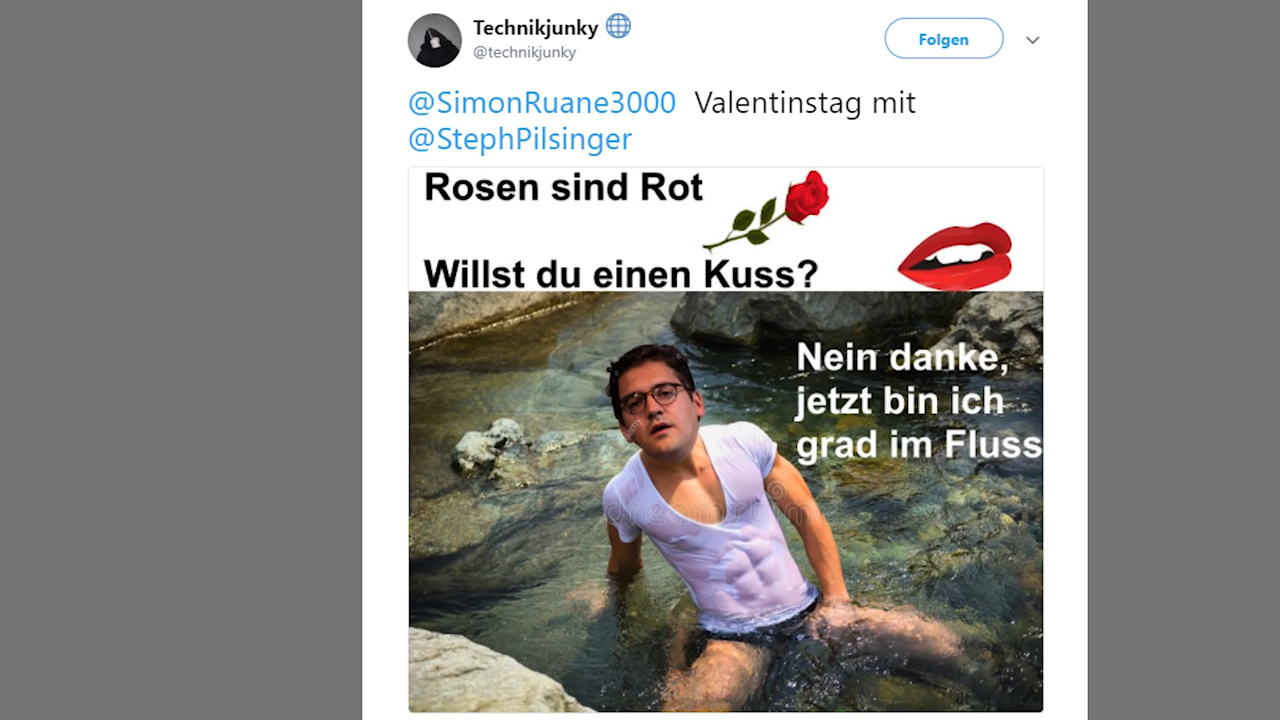 Technikjunky
@technikjunky
Folgen
@SimonRuane3000 Valentinstag mit
@StephPilsinger
Rosen sind Rot
Willst du einen Kuss?
Nein danke,
jetzt bin ich
grad im Fluss
dreamstime